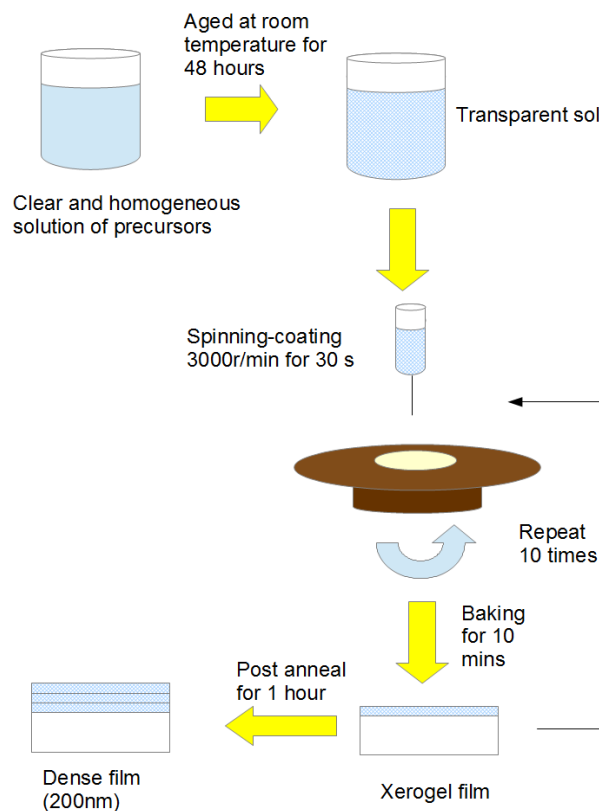 Aged at room
temperature for
48 hours
Transparent sol
Clear and homogeneous
solution of precursors
Spinning-coating
3000r/min for 30 s
Repeat
10 times
Baking
for 10
mins
Post anneal
for 1 hour
Dense film
(200nm)
Xerogel film